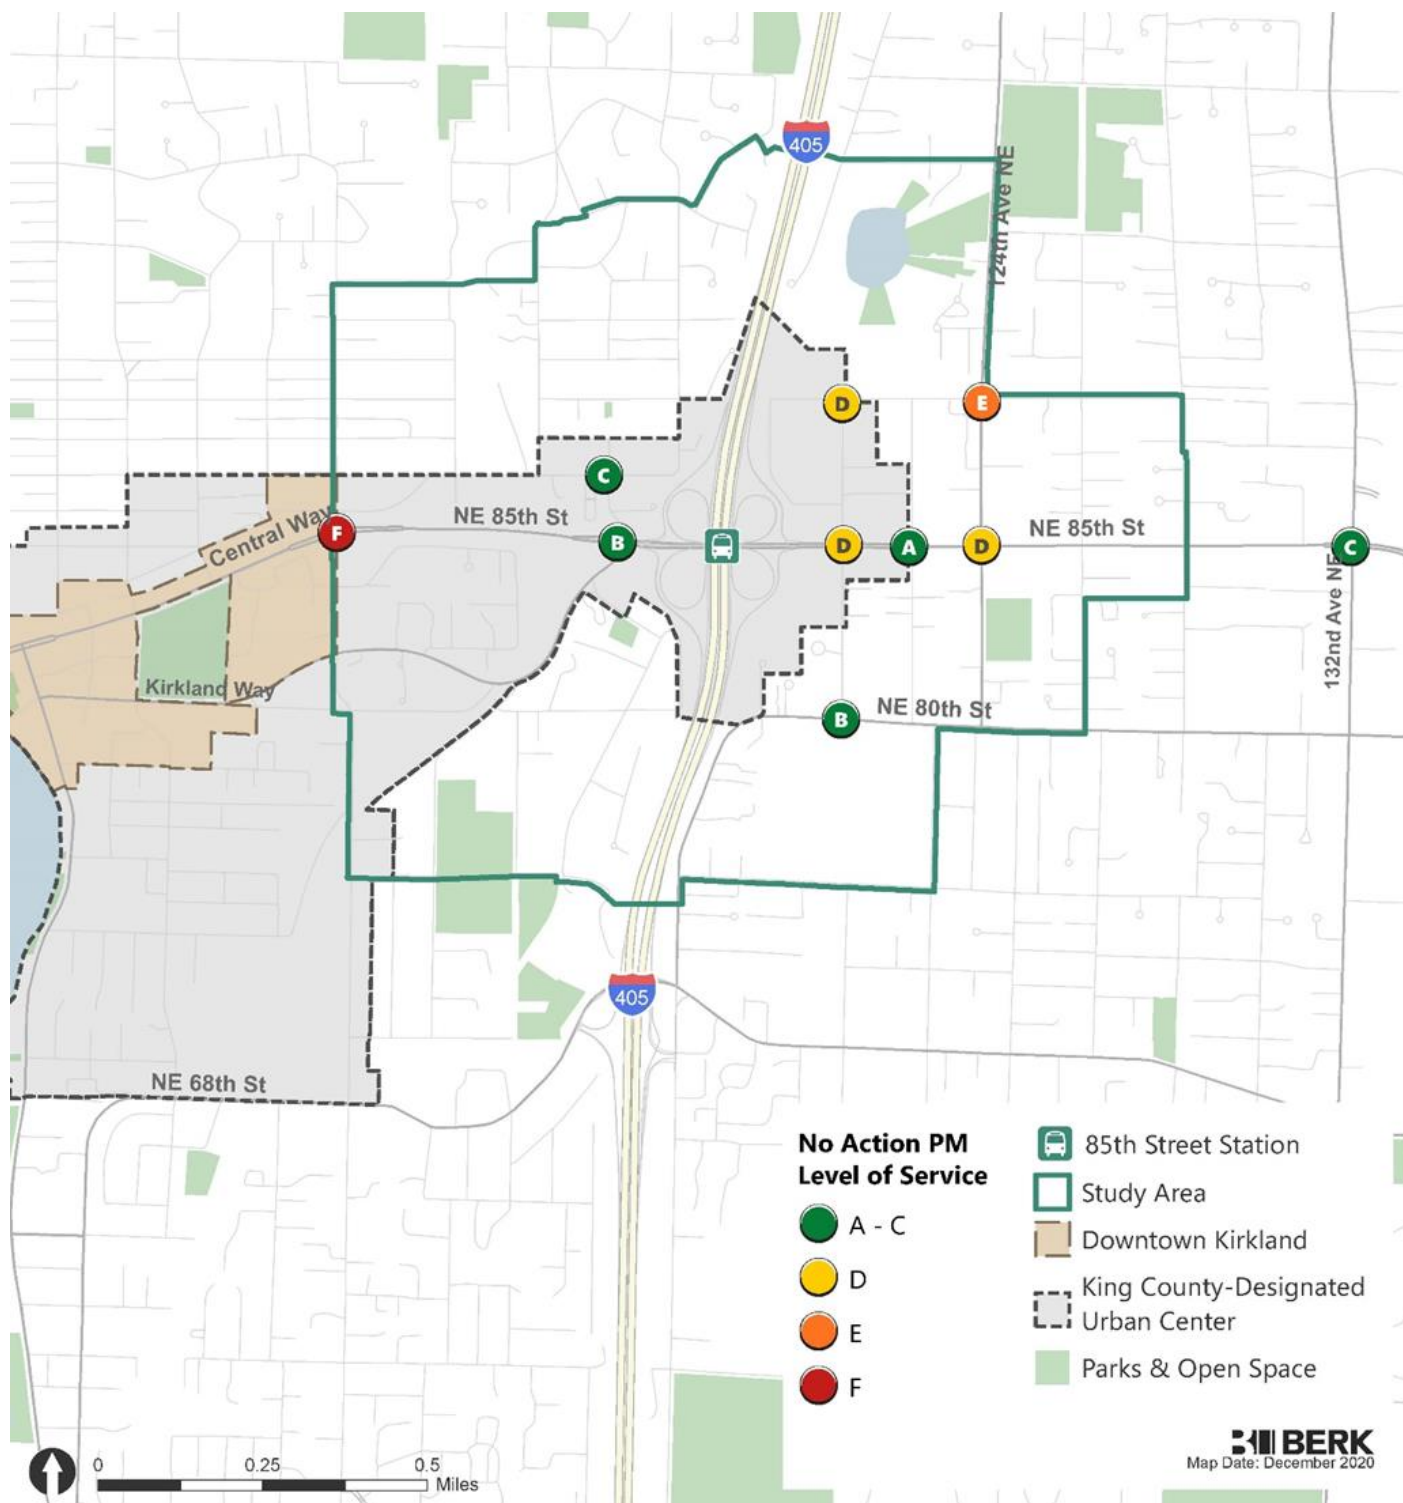 405
124th Ave NE
D
E
C
Central Way
F
NE 85th St
B
D
A
D
NE 85th St
C
132nd Ave NE
Kirkland Way
B
NE 80th St
405
NE 68th St
No Action PM
Level of Service
A - C
D
E
F
85th Street Station
Study Area
Downtown Kirkland
King County-Designated
Urban Center
Parks & Open Space
BERK
Map Date: December 2020
0 0.25 0.5
Miles